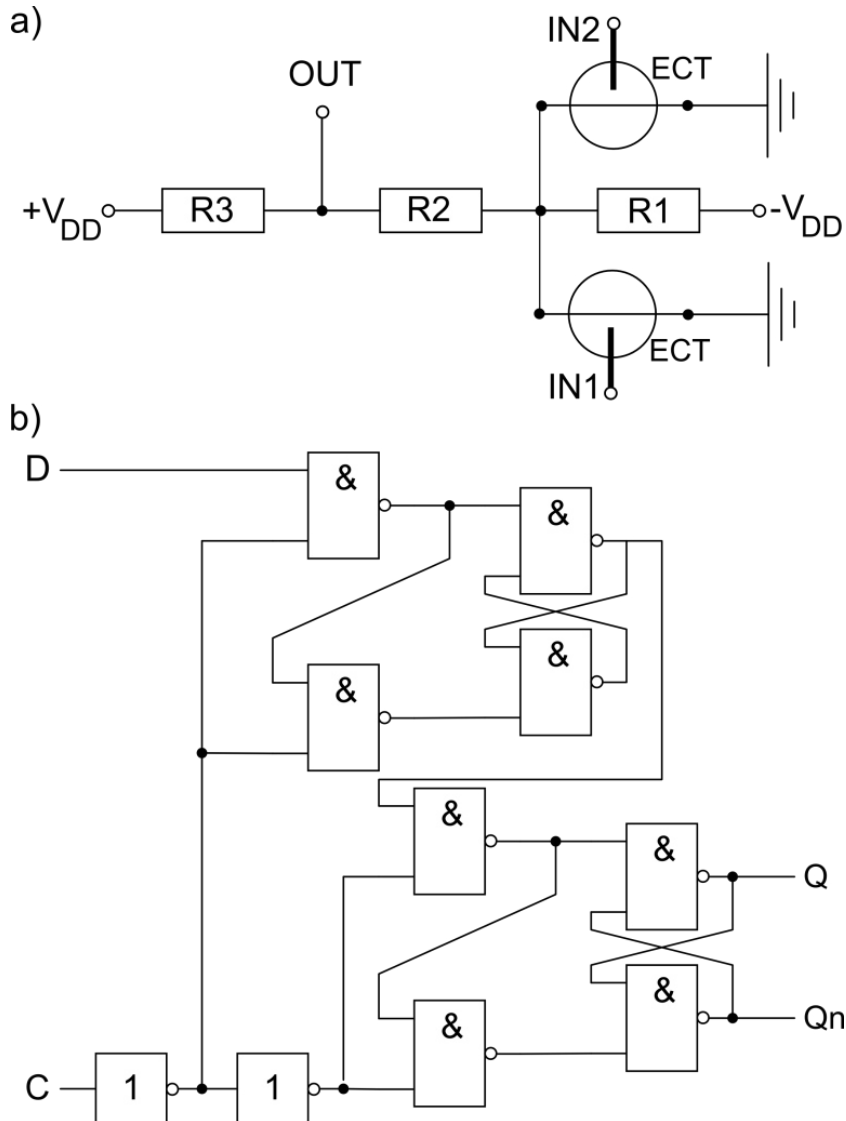 a)
IN2
ECT
OUT
+VDD R3 R2 R1 -VDD
ECT
IN1
b)
D & &
&
&
&
& Q
& Qn
&
C 1 1